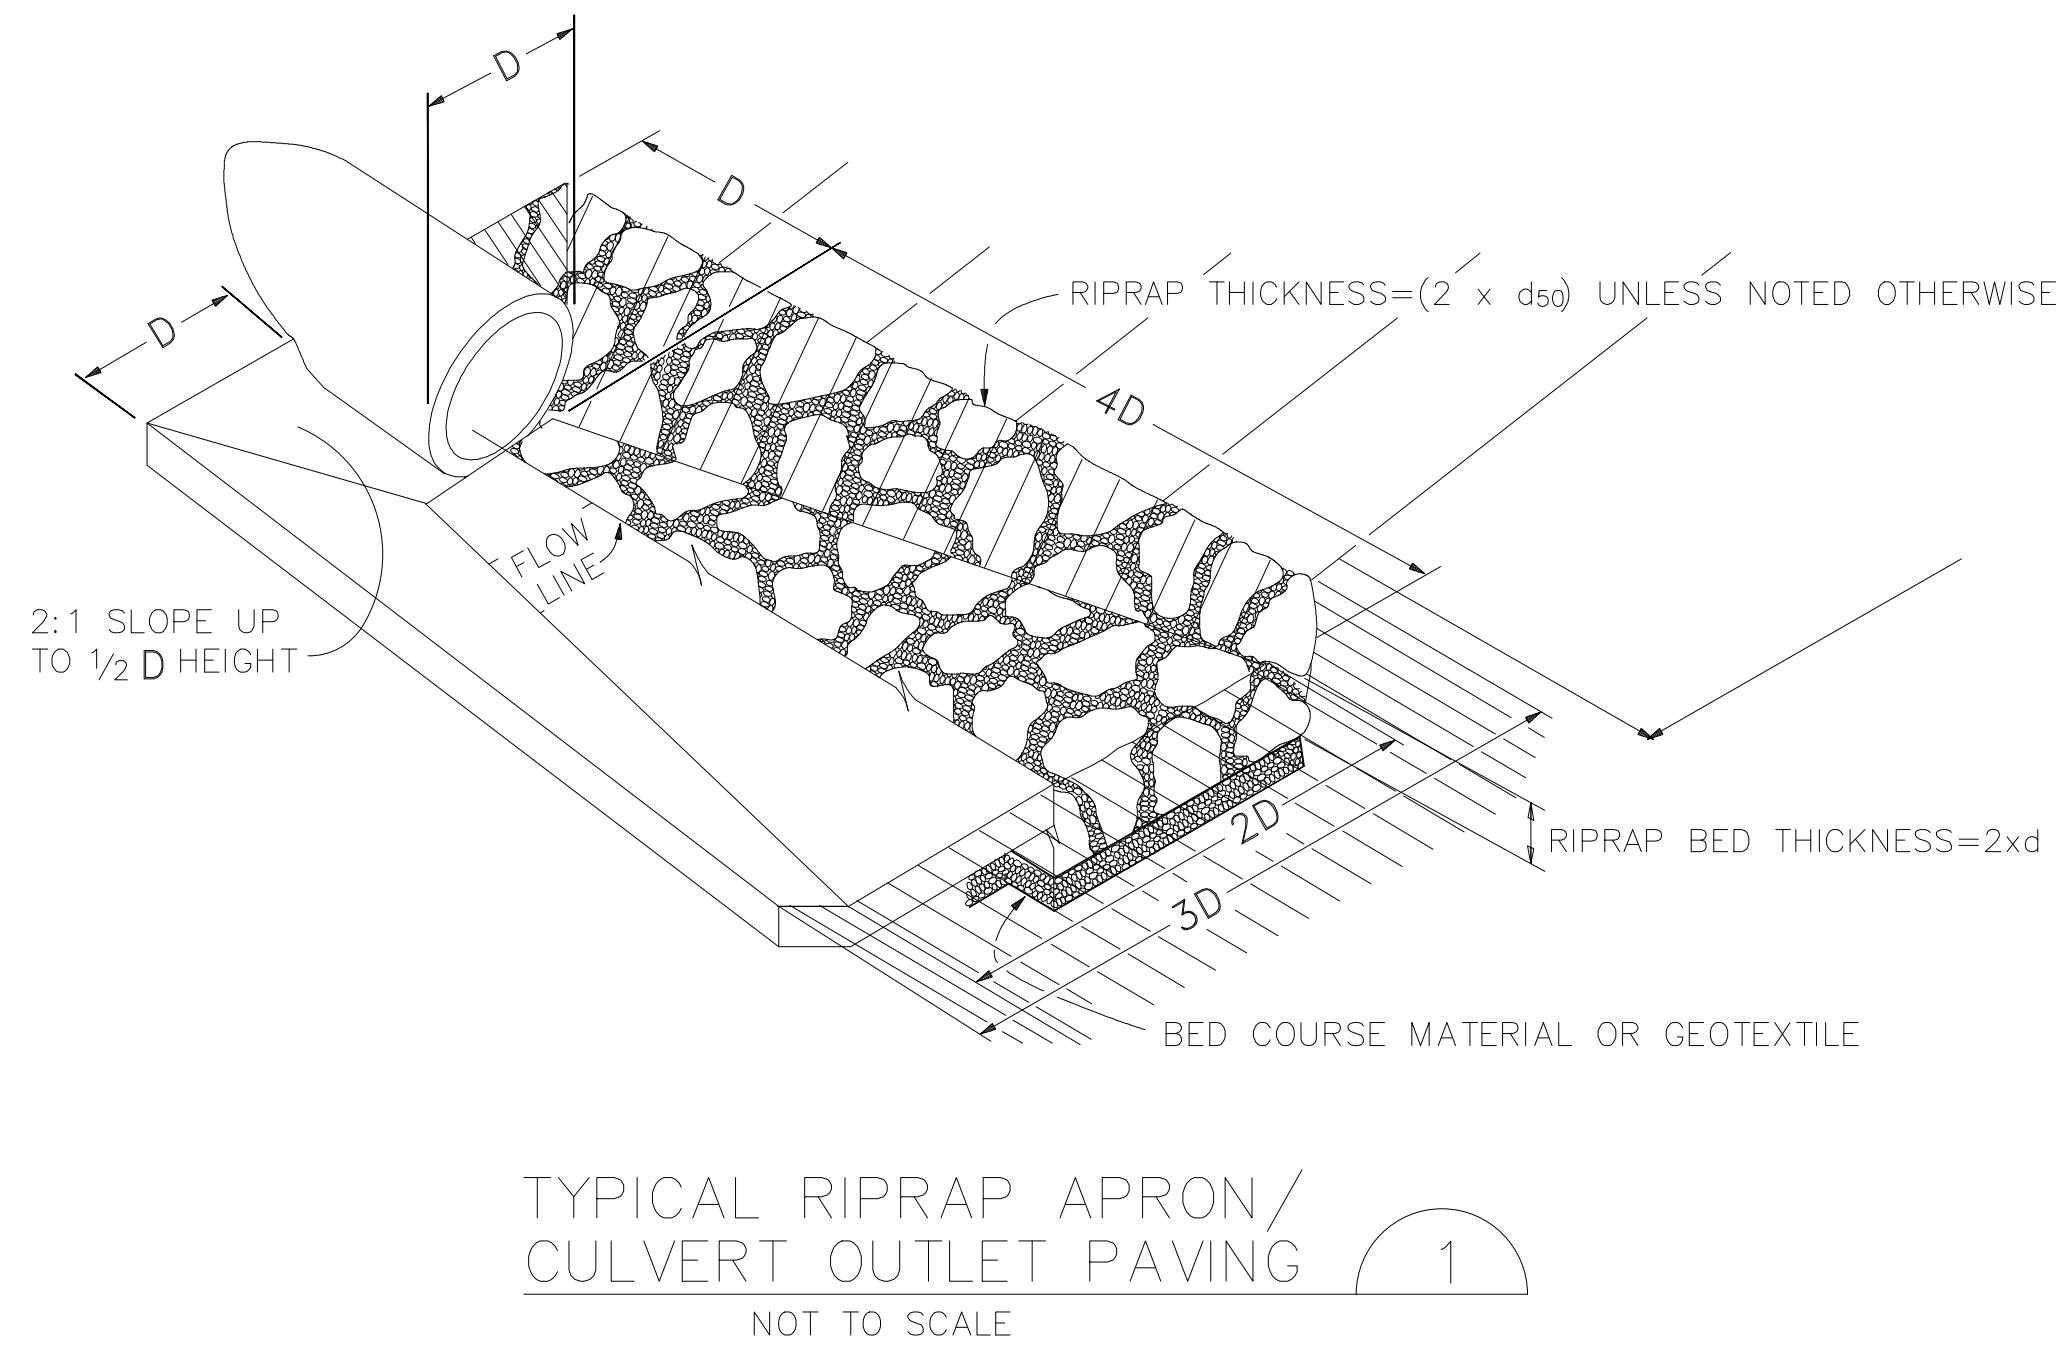 D
D
D
RIPRAP THICKNESS=(2 x d50) UNLESS NOTED OTHERWISE
4D
FLOW
LINE
2:1 SLOPE UP
TO 1/2 D HEIGHT
2D
RIPRAP BED THICKNESS=2xd
3D
BED COURSE MATERIAL OR GEOTEXTILE
TYPICAL RIPRAP APRON/
CULVERT OUTLET PAVING
1
NOT TO SCALE